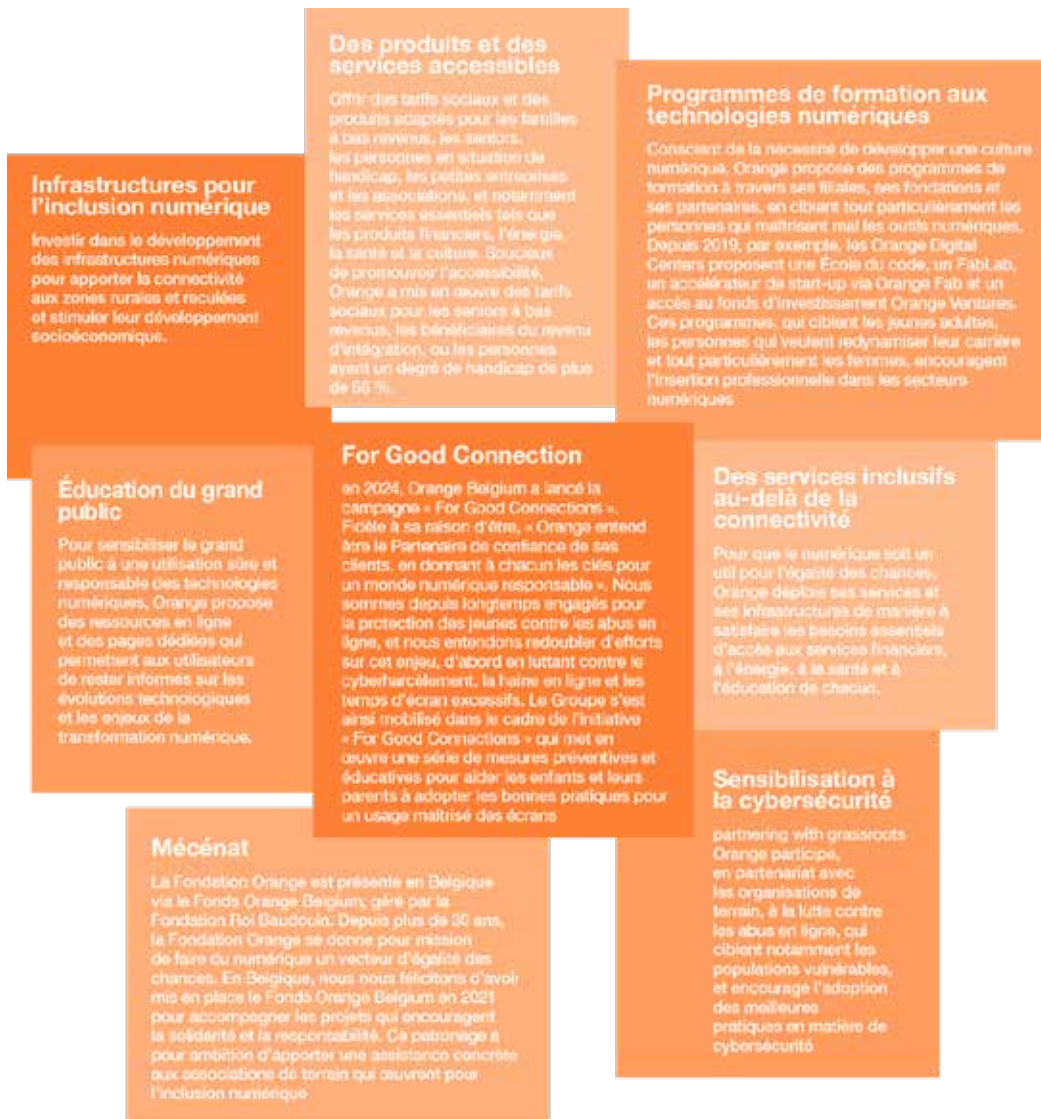 Des produits et des
services accessibles
Offrir des tarifs sociaux et des
produits adaptés pour les familles
à bas revenus, les seniors,
les personnes en situation de
handicap, les petites entreprises
et les associations, et notamment
les services essentiels tels que
les produits financiers, l'énergie,
la santé et la culture. Soucieux
de promouvoir l'accessibilité,
Orange a mis en œuvre des tarifs
sociaux pour les seniors à bas
revenus, les bénéficiaires du revenu
d'intégration, ou les personnes
ayant un degré de handicap de plus
de 66 %.
Programmes de formation aux
technologies numériques
Conscient de la nécessité de développer une culture
numérique, Orange propose des programmes de
formation à travers ses filiales, ses fondations et
ses partenaires, en ciblant tout particulièrement les
personnes qui maîtrisent mal les outils numériques.
Depuis 2019, par exemple, les Orange Digital
Centers proposent une École du code, un FabLab,
un accélérateur de start-up via Orange Fab et un
accès au fonds d'investissement Orange Ventures.
Ces programmes, qui ciblent les jeunes adultes,
les personnes qui veulent redynamiser leur carrière
et tout particulièrement les femmes, encouragent
l'insertion professionnelle dans les secteurs
numériques
Infrastructures pour
l'inclusion numérique
Investir dans le développement
des infrastructures numériques
pour apporter la connectivité
aux zones rurales et reculées
et stimuler leur développement
socioéconomique.
Éducation du grand
public
Pour sensibiliser le grand
public à une utilisation sûre et
responsable des technologies
numériques, Orange propose
des ressources en ligne
et des pages dédiées qui
permettent aux utilisateurs
de rester informés sur les
évolutions technologiques
et les enjeux de la
transformation numérique.
For Good Connection
en 2024, Orange Belgium a lancé la
campagne « For Good Connections ».
Fidèle à sa raison d'être, « Orange entend
être le Partenaire de confiance de ses
clients, en donnant à chacun les clés pour
un monde numérique responsable ». Nous
sommes depuis longtemps engagés pour
la protection des jeunes contre les abus en
ligne, et nous entendons redoubler d'efforts
sur cet enjeu, d'abord en luttant contre le
cyberharcèlement, la haine en ligne et les
temps d'écran excessifs. Le Groupe s'est
ainsi mobilisé dans le cadre de l'initiative
« For Good Connections » qui met en
œuvre une série de mesures préventives et
éducatives pour aider les enfants et leurs
parents à adopter les bonnes pratiques pour
un usage maîtrisé des écrans
Des services inclusifs
au-delà de la
connectivité
Pour que le numérique soit un
util pour l'égalité des chances,
Orange déploie ses services et
ses infrastructures de manière à
satisfaire les besoins essentiels
d'accès aux services financiers,
à l'énergie, à la santé et à
l'éducation de chacun.
Sensibilisation à
la cybersécurité
partnering with grassroots
Orange participe,
en partenariat avec
les organisations de
terrain, à la lutte contre
les abus en ligne, qui
ciblent notamment les
populations vulnérables,
et encourage l'adoption
des meilleures
pratiques en matière de
cybersécurité
Mécénat
La Fondation Orange est présente en Belgique
via le Fonds Orange Belgium, géré par la
Fondation Roi Baudouin. Depuis plus de 30 ans,
la Fondation Orange se donne pour mission
de faire du numérique un vecteur d'égalité des
chances. En Belgique, nous nous félicitons d'avoir
mis en place le Fonds Orange Belgium en 2021
pour accompagner les projets qui encouragent
la solidarité et la responsabilité. Ce patronage a
pour ambition d'apporter une assistance concrète
aux associations de terrain qui œuvrent pour
l'inclusion numérique